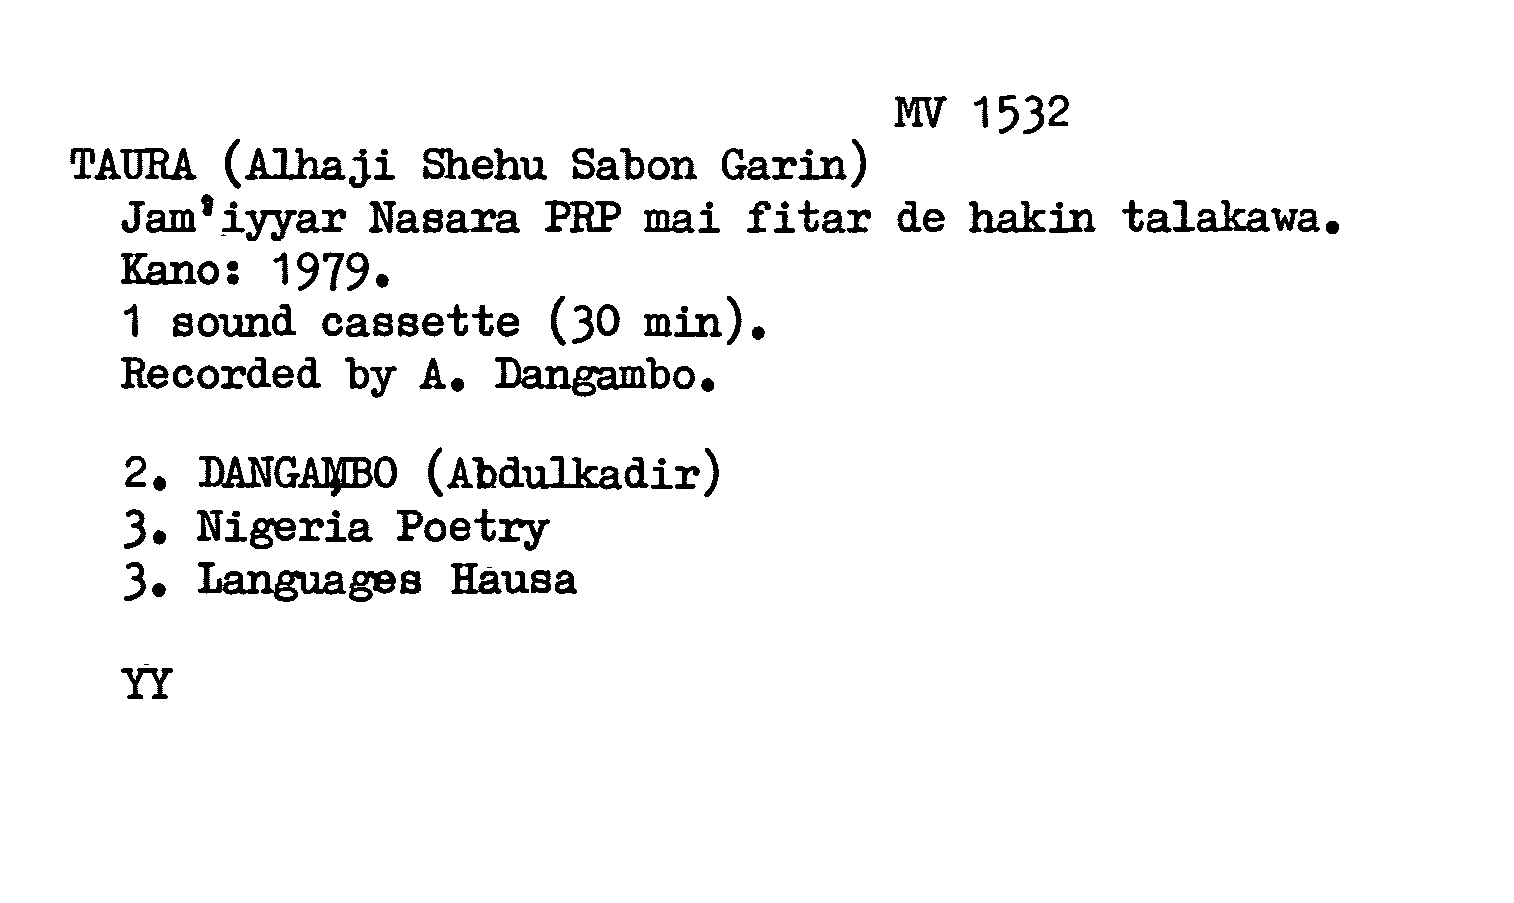 MV 1532
TAURA (Alhaji Shehu Sabon Garin)
Jam'iyyar Nasara PRP mai fitar de hakin talakawa.
Kano: 1979.
1 sound cassette (30 min).
Recorded by A. Dangambo.
2. DANGAMBO (Abdulkadir)
3. Nigeria Poetry
3. Languages Hausa
YY